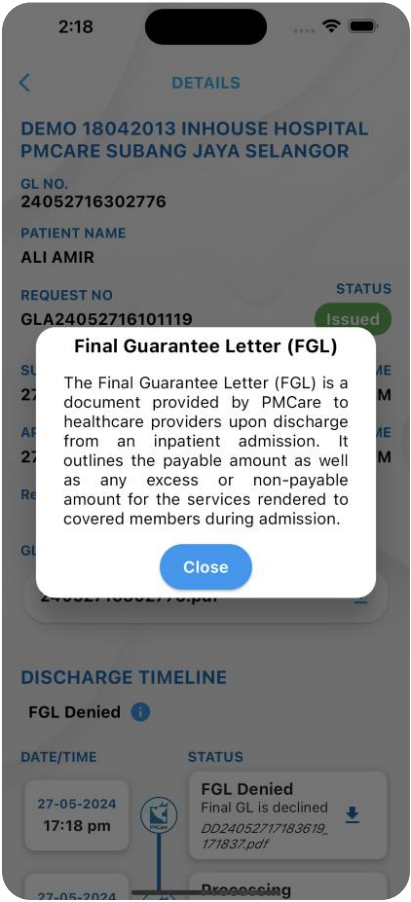 2:18
DETAILS
DEMO 18042013 INHOUSE HOSPITAL
PMCARE SUBANG JAYA SELANGOR
GL NO.
24052716302776
PATIENT NAME
ALI AMIR
REQUEST NO
STATUS
GLA24052716101119
Issued
Final Guarantee Letter (FGL)
The Final Guarantee Letter (FGL) is a
document provided by PMCare to
healthcare providers upon discharge
from an inpatient admission. It
outlines the payable amount as well
as any excess or non-payable
amount for the services rendered to
covered members during admission.
Close
24052716302776.pdf
DISCHARGE TIMELINE
FGL Denied
DATE/TIME
STATUS
27-05-2024
17:18 pm
PMCare
FGL Denied
Final GL is declined
DD24052717183619_
171837.pdf
27-05-2024
Processing